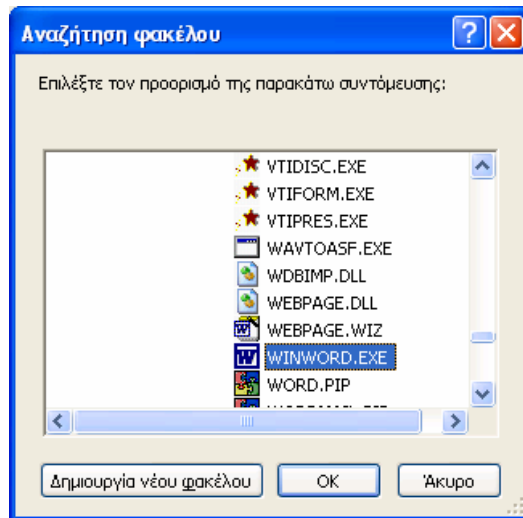 Αναζήτηση φακέλου
Επιλέξτε τον προορισμό της παρακάτω συντόμευσης:
VTIDISC.EXE
VTIFORM.EXE
VTIPRES.EXE
WAVTOASF.EXE
WDBIMP.DLL
WEBPAGE.DLL
WEBPAGE.WIZ
WINWORD.EXE
WORD.PIP
Δημιουργία νέου φακέλου OK Άκυρο